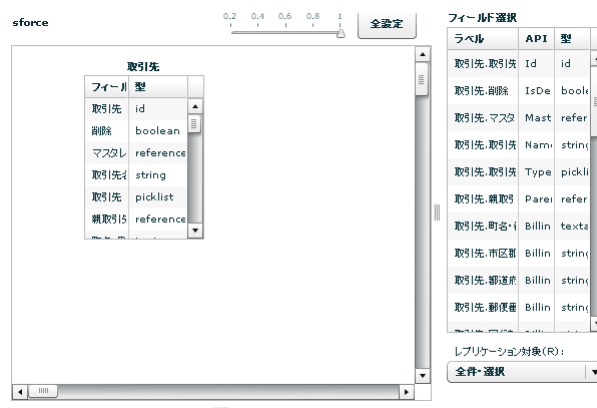 sforce
0.2 0.4 0.6 0.8 1
全設定
取引先
フィール 型
取引先 id
削除 boolean
マスタレ reference
取引先名 string
取引先 picklist
親取引先 reference
フィールド選択
ラベル API 型
取引先.取引先 Id id
取引先.削除 IsDe boole
取引先.マスタ Mast refer
取引先.取引先 Nam string
取引先.取引先 Type pickli
取引先.親取引 Parei refer
取引先.町名・ Billin texta
取引先.市区郡 Billin string
取引先.都道府 Billin string
取引先.郵便番 Billin string
レプリケーション対象(R):
全件・選択